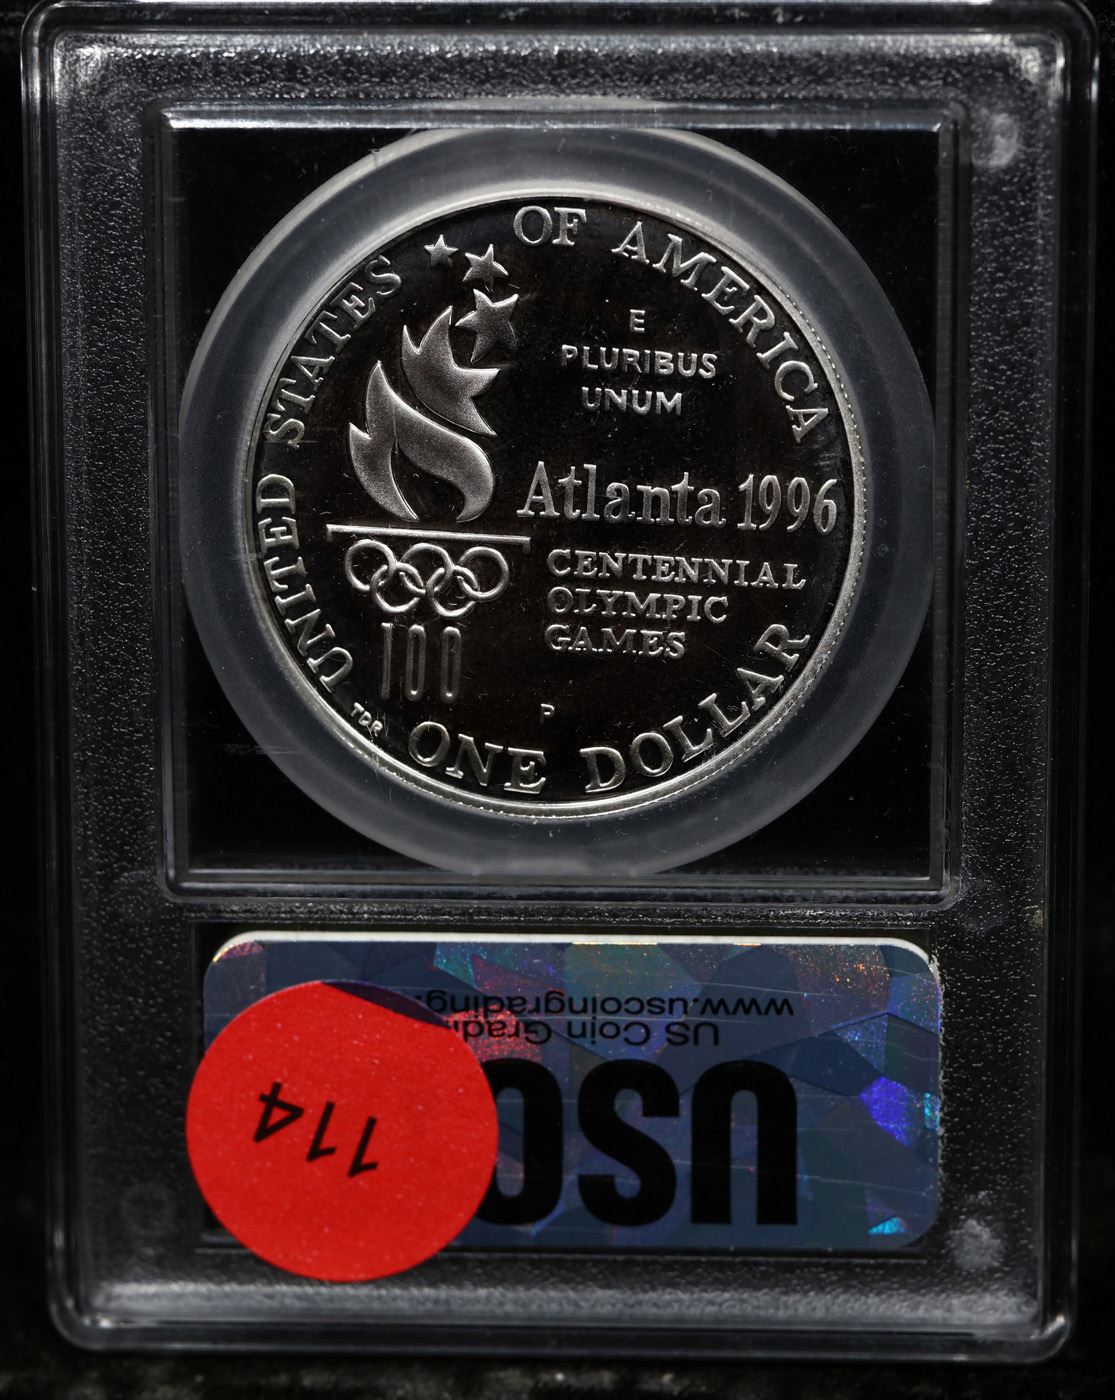 UNITED STATES OF AMERICA
E
PLURIBUS
UNUM
Atlanta 1996
CENTENNIAL
OLYMPIC
GAMES
100
P
TDR
ONE DOLLAR
www.uscoingrading.
US Coin Gradi
USC
114